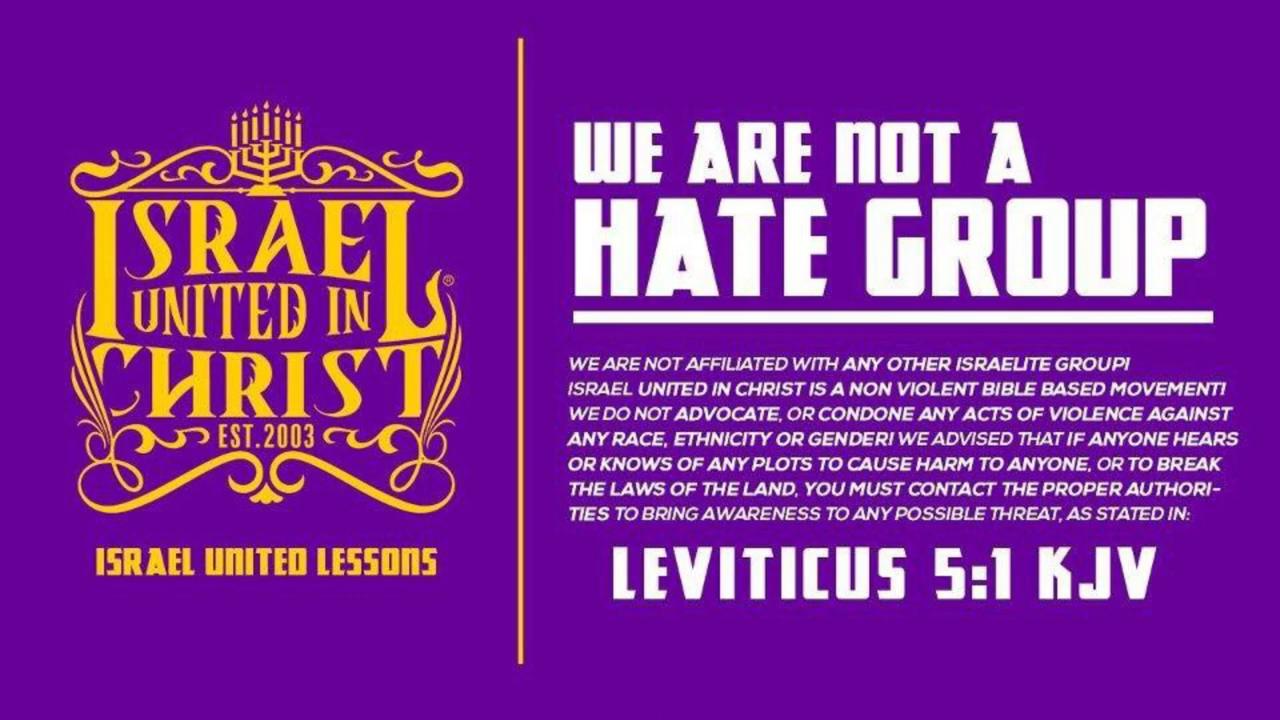 ISRAEL
UNITED IN
CHRIST
EST.2003
ISRAEL UNITED LESSONS
WE ARE NOT A
HATE GROUP
WE ARE NOT AFFILIATED WITH ANY OTHER ISRAELITE GROUP!
ISRAEL UNITED IN CHRIST IS A NON VIOLENT BIBLE BASED MOVEMENT!
WE DO NOT ADVOCATE, OR CONDONE ANY ACTS OF VIOLENCE AGAINST
ANY RACE, ETHNICITY OR GENDER! WE ADVISED THAT IF ANYONE HEARS
OR KNOWS OF ANY PLOTS TO CAUSE HARM TO ANYONE, OR TO BREAK
THE LAWS OF THE LAND, YOU MUST CONTACT THE PROPER AUTHORI-
TIES TO BRING AWARENESS TO ANY POSSIBLE THREAT, AS STATED IN:
LEVITICUS 5:1 KJV